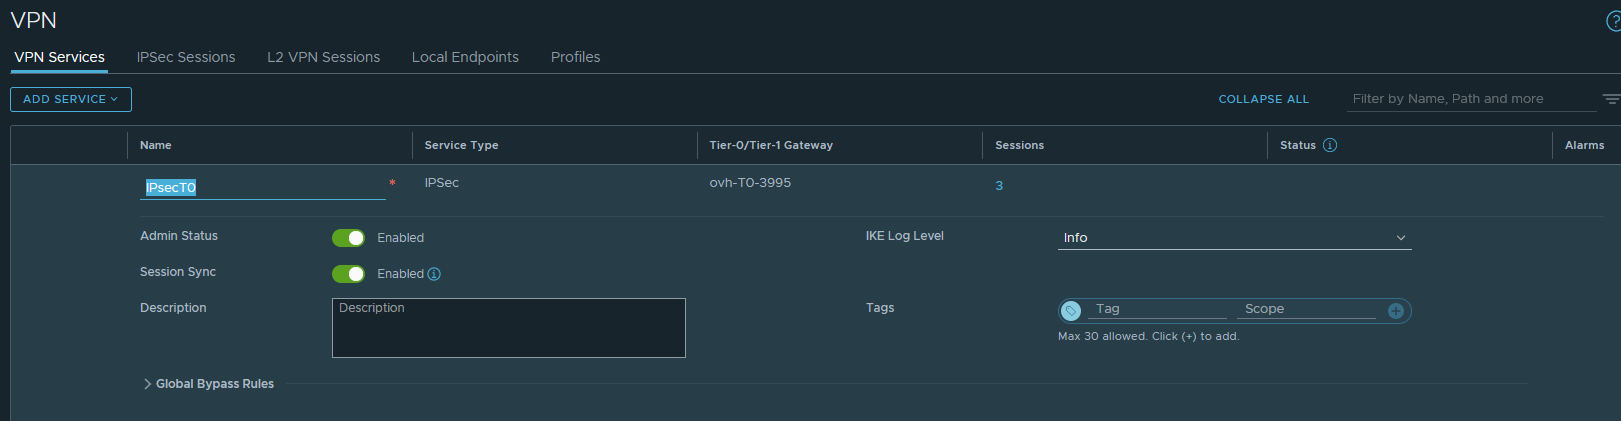 VPN
?
VPN Services IPSec Sessions L2 VPN Sessions Local Endpoints Profiles
ADD SERVICE COLLAPSE ALL Filter by Name, Path and more
Name Service Type Tier-0/Tier-1 Gateway Sessions Status Alarms
IPsecT0 * IPSec ovh-T0-3995 3
Admin Status Enabled IKE Log Level Info
Session Sync Enabled
Description Description Tags Tag Scope
Max 30 allowed. Click (+) to add.
Global Bypass Rules